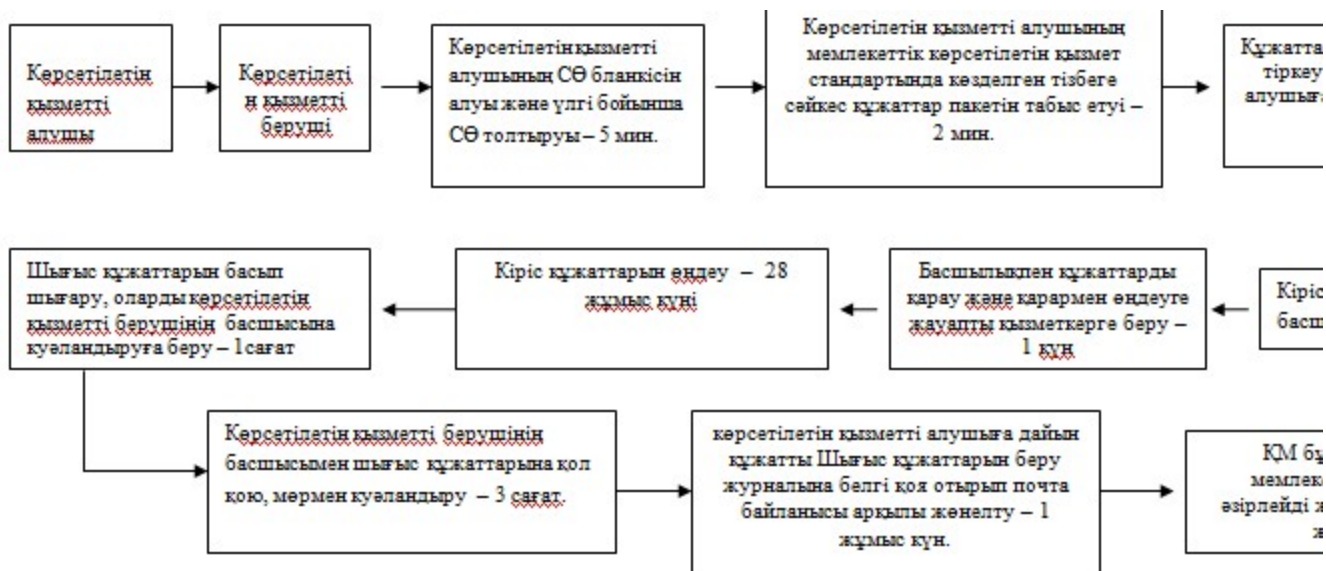 Көрсетілетін
қызметті
алушы
Көрсетілеті
н қызметті
беруші
Көрсетілетін қызметті
алушының СӨ бланкісін
алуы және үлгі бойынша
СӨ толтыруы – 5 мин.
Көрсетілетін қызметті алушының
мемлекеттік көрсетілетін қызмет
стандартында көзделген тізбеге
сәйкес құжаттар пакетін табыс етуі –
2 мин.
тіркеу
Шығыс құжаттарын басып
шығару, оларды көрсетілетін
қызметті берушінің басшысына
куәландыруға беру – 1сағат
Кіріс құжаттарын өңдеу – 28
жұмыс күні
Басшылықпен құжаттарды
қарау және қарармен өңдеуге
жауапты қызметкерге беру –
1 күн
Кіріс
Көрсетілетін қызметті берушінің
басшысымен шығыс құжаттарына қол
қою, мөрмен куәландыру – 3 сағат.
көрсетілетін қызметті алушыға дайын
құжатты Шығыс құжаттарын беру
журналына белгі қоя отырып почта
байланысы арқылы жөнелту – 1
жұмыс күн.
ҚМ
әзірлейді